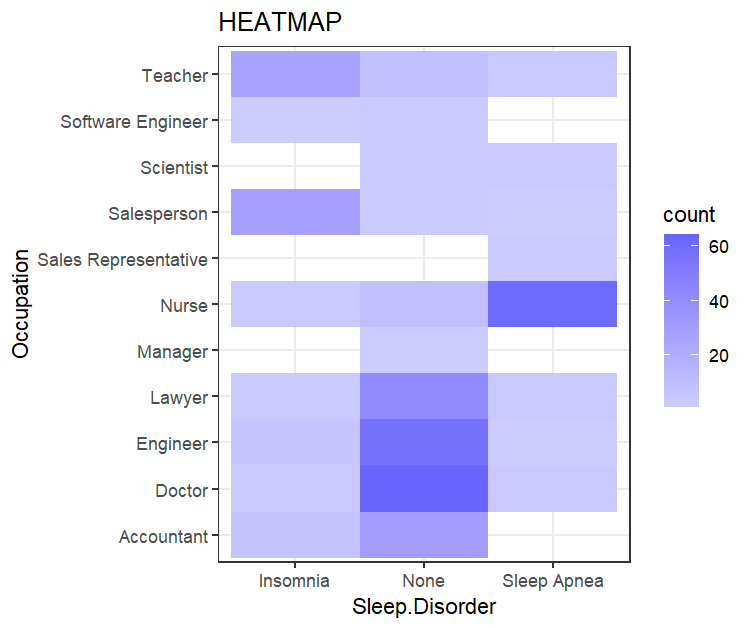 HEATMAP
Teacher
Software Engineer
Scientist
Salesperson
Sales Representative
Nurse
Manager
Lawyer
Engineer
Doctor
Accountant
Occupation
Insomnia None Sleep Apnea
Sleep.Disorder
count
60
40
20